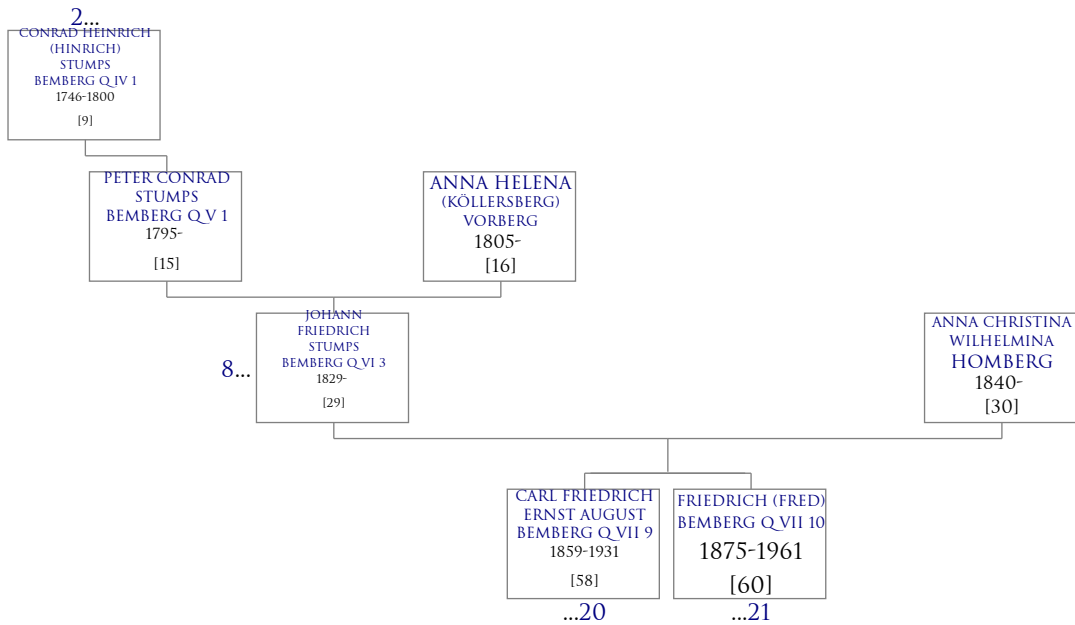 2...
CONRAD HEINRICH
(HINRICH)
STUMPS
BEMBERG Q IV 1
1746-1800
[9]
PETER CONRAD
STUMPS
BEMBERG Q V 1
1795-
[15]
ANNA HELENA
(KÖLLERSBERG)
VORBERG
1805-
[16]
8...
JOHANN
FRIEDRICH
STUMPS
BEMBERG Q VI 3
1829-
[29]
ANNA CHRISTINA
WILHELMINA
HOMBERG
1840-
[30]
CARL FRIEDRICH
ERNST AUGUST
BEMBERG Q VII 9
1859-1931
[58]
...20
FRIEDRICH (FRED)
BEMBERG Q VII 10
1875-1961
[60]
...21